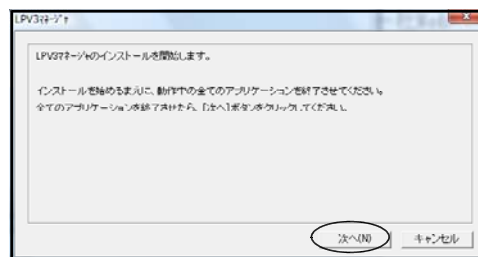 LPV3ﾏﾈｰｼﾞｬ
LPV3ﾏﾈｰｼﾞｬのインストールを開始します。
インストールを始めるまえに、動作中の全てのアプリケーションを終了させてください。
全てのアプリケーションを終了させたら、[次へ]ボタンをクリックしてください。
次へ(N)
キャンセル